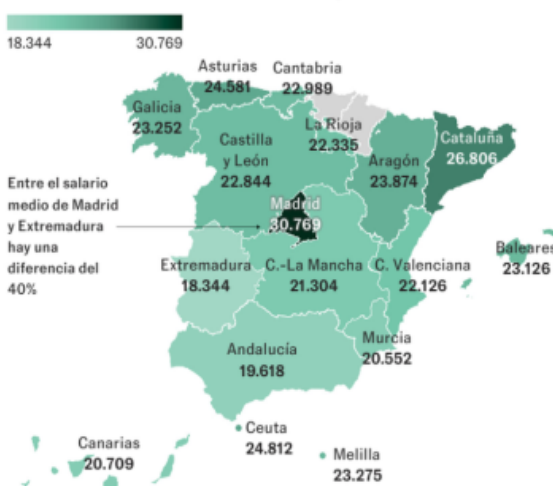 18.344
30.769
Asturias
24.581
Cantabria
22.989
Galicia
23.252
La Rioja
22.335
Cataluña
26.806
Castilla
y León
22.844
Aragón
23.874
Entre el salario
medio de Madrid
y Extremadura
hay una
diferencia del
40%
Madrid
30.769
Baleares
23.126
Extremadura
18.344
C.-La Mancha
21.304
C. Valenciana
22.126
Murcia
20.552
Andalucía
19.618
Ceuta
24.812
Canarias
20.709
Melilla
23.275